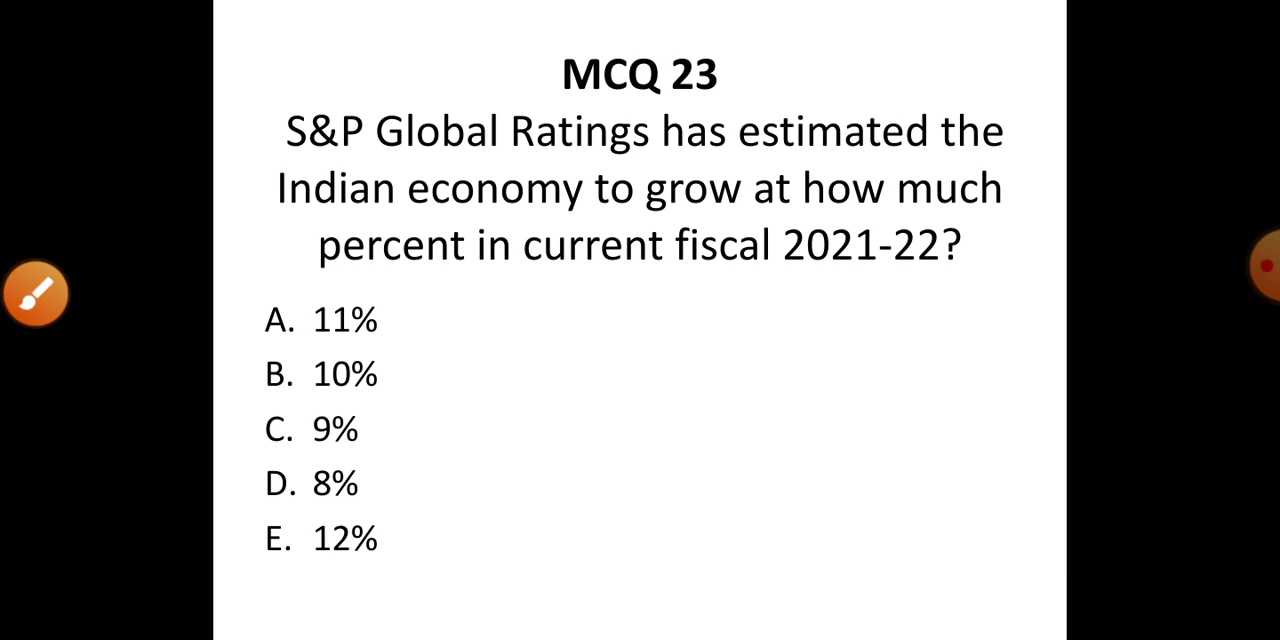 MCQ 23
S&P Global Ratings has estimated the
Indian economy to grow at how much
percent in current fiscal 2021-22?
A. 11%
B. 10%
C. 9%
D. 8%
E. 12%